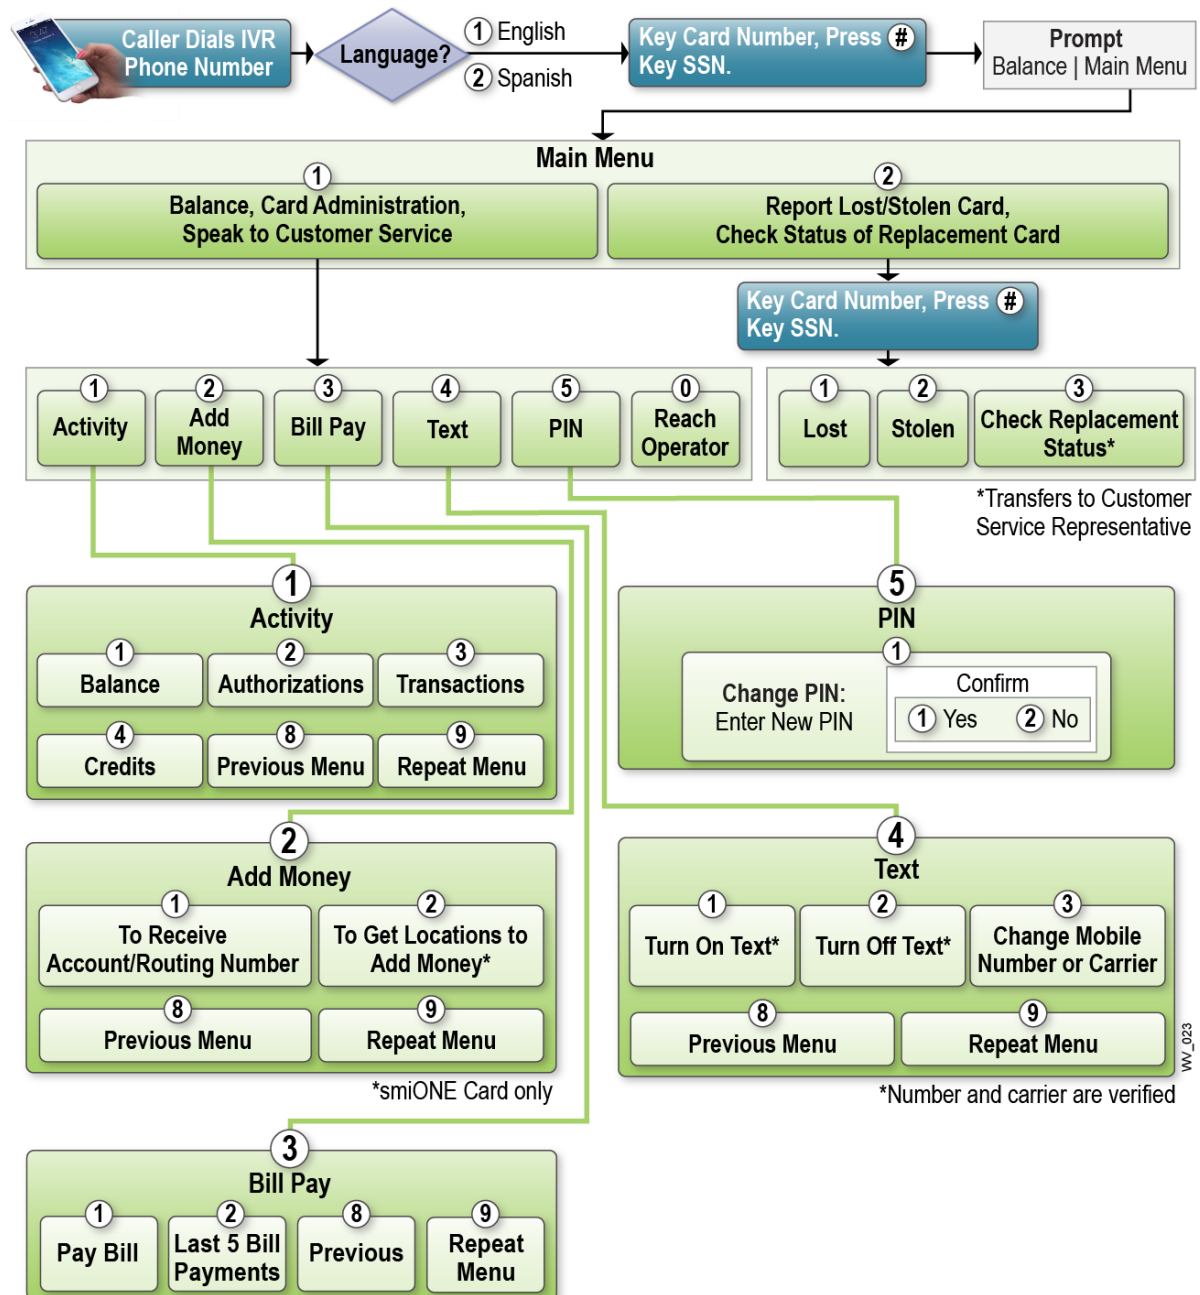 Caller Dials IVR
Phone Number
Language?
1 English
2 Spanish
Key Card Number, Press #
Key SSN.
Prompt
Balance | Main Menu
Main Menu
1
Balance, Card Administration,
Speak to Customer Service
2
Report Lost/Stolen Card,
Check Status of Replacement Card
Key Card Number, Press #
Key SSN.
1
Activity
2
Add
Money
3
Bill Pay
4
Text
5
PIN
0
Reach
Operator
1
Lost
2
Stolen
3
Check Replacement
Status*
*Transfers to Customer
Service Representative
1
Activity
1
Balance
2
Authorizations
3
Transactions
4
Credits
8
Previous Menu
9
Repeat Menu
5
PIN
1
Change PIN:
Enter New PIN
Confirm
1 Yes
2 No
2
Add Money
1
To Receive
Account/Routing Number
2
To Get Locations to
Add Money*
8
Previous Menu
9
Repeat Menu
*smiONE Card only
4
Text
1
Turn On Text*
2
Turn Off Text*
3
Change Mobile
Number or Carrier
8
Previous Menu
9
Repeat Menu
WV_023
*Number and carrier are verified
3
Bill Pay
1
Pay Bill
2
Last 5 Bill
Payments
8
Previous
9
Repeat
Menu